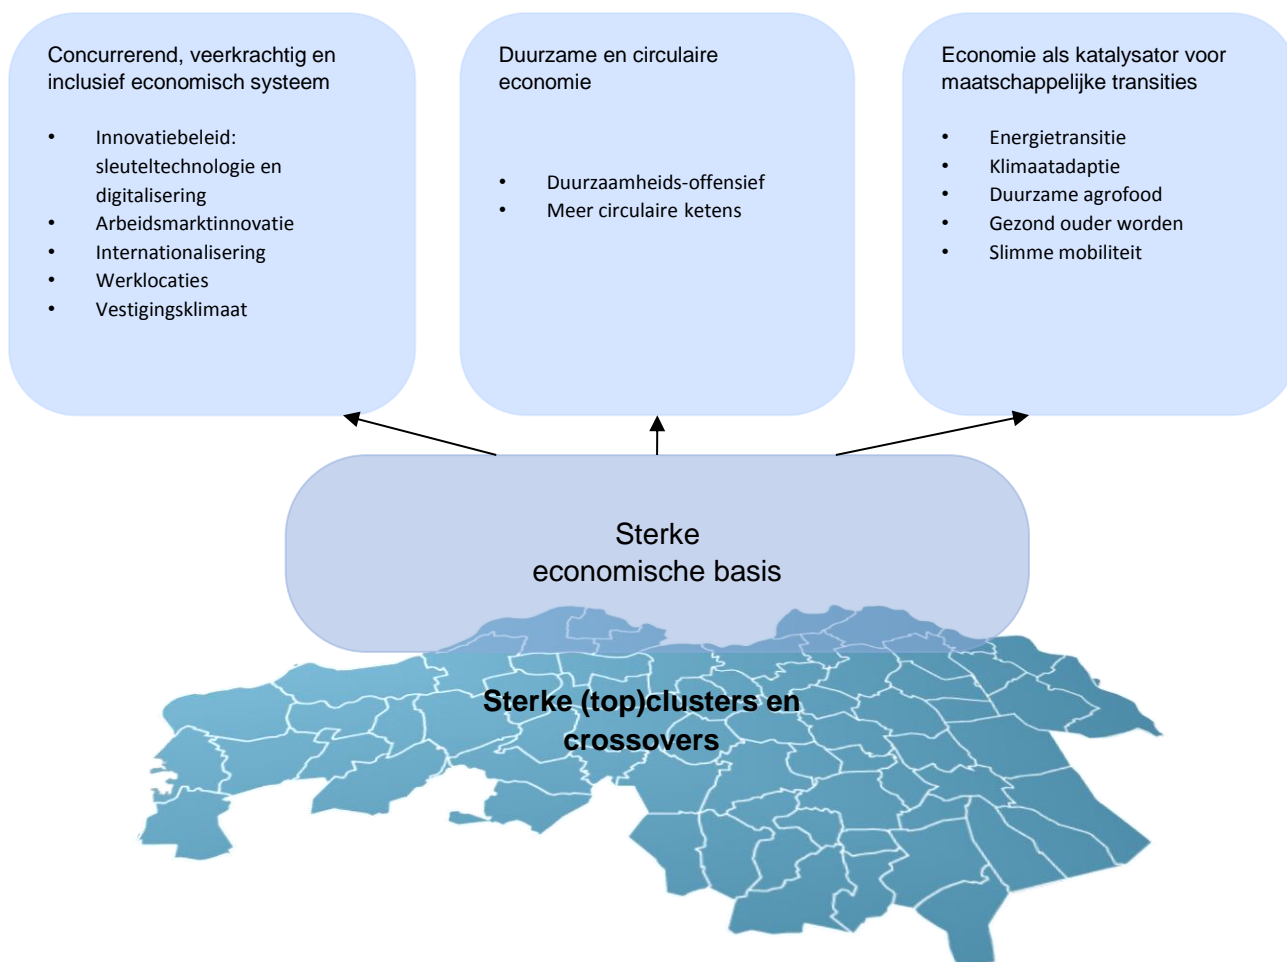 Concurrerend, veerkrachtig en
inclusief economisch systeem
• Innovatiebeleid:
sleuteltechnologie en
digitalisering
• Arbeidsmarktinnovatie
• Internationalisering
• Werklocaties
• Vestigingsklimaat
Duurzame en circulaire
economie
• Duurzaamheids-offensief
• Meer circulaire ketens
Economie als katalysator voor
maatschappelijke transities
• Energietransitie
• Klimaatadaptie
• Duurzame agrofood
• Gezond ouder worden
• Slimme mobiliteit
Sterke
economische basis
Sterke (top)clusters en
crossovers